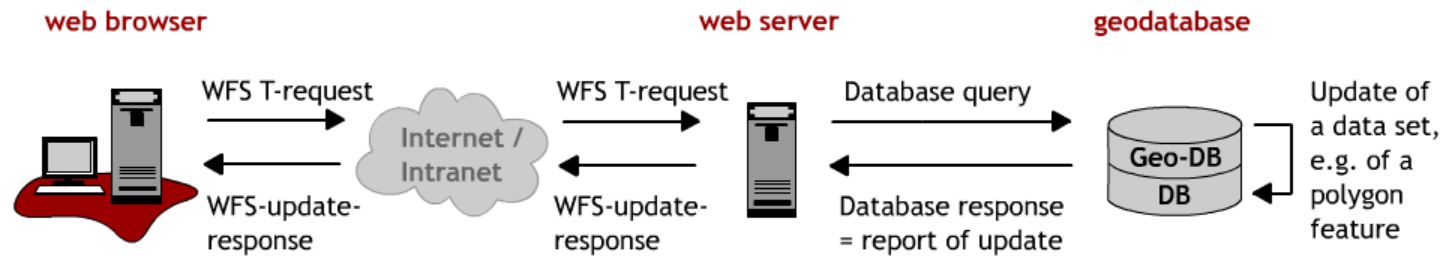 web browser
web server
geodatabase
WFS T-request
WFS T-request
Database query
Update of
a data set,
e.g. of a
polygon
feature
Internet /
Intranet
Geo-DB
DB
WFS-update-
response
WFS-update-
response
Database response
= report of update